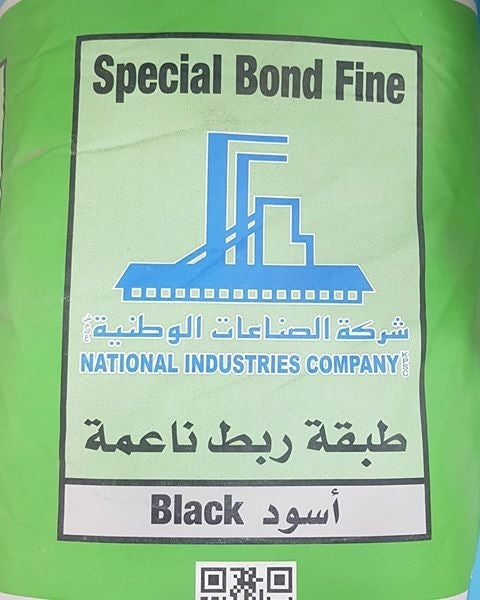 Special Bond Fine
شركة الصناعات الوطنية
NATIONAL INDUSTRIES COMPANY
طبقة ربط ناعمة
Black أسود